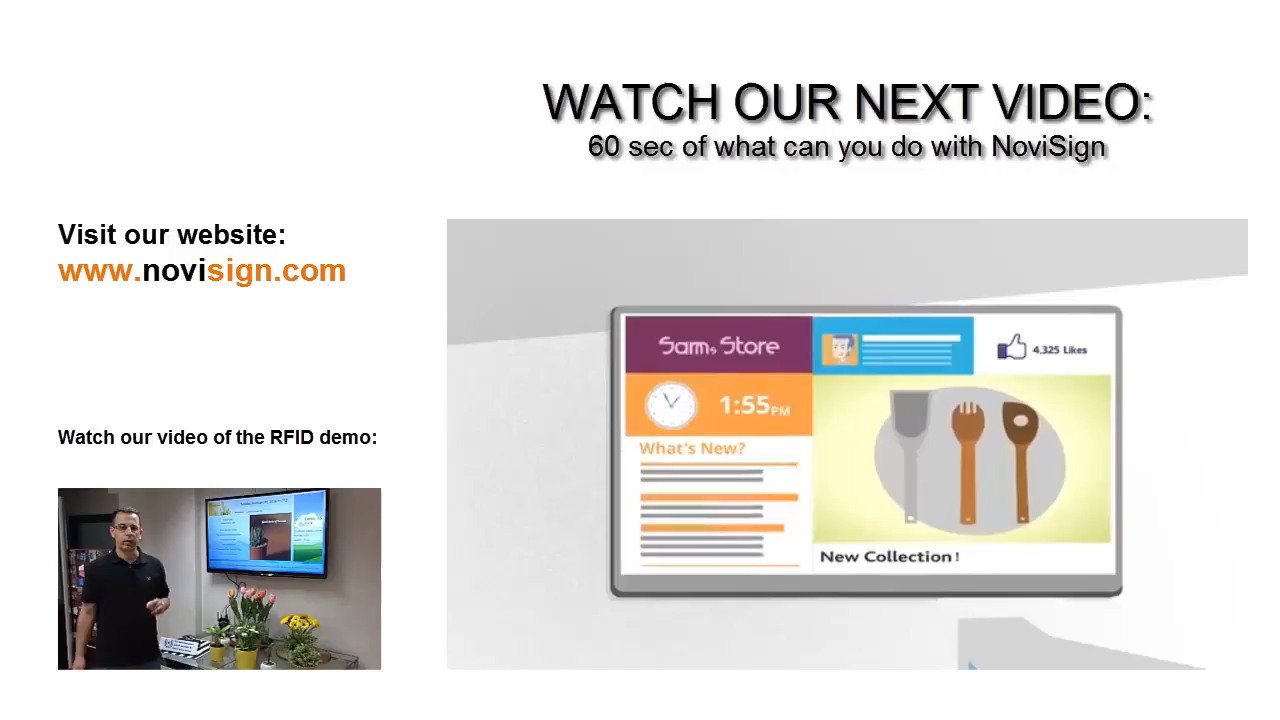 WATCH OUR NEXT VIDEO:
60 sec of what can you do with NoviSign
Visit our website:
www.novisign.com
Watch our video of the RFID demo:
Sams Store
4,325 Likes
1:55PM
What's New?
New Collection!